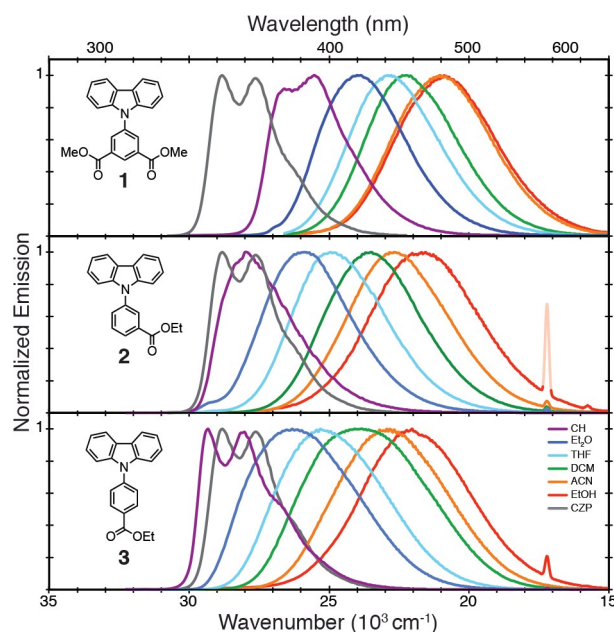 Wavelength (nm)
300 400 500 600
1
N
MeO OMe
O O
1
1
N
OEt
O
2
1
N
O OEt
3
Normalized Emission
CH
Et₂O
THF
DCM
ACN
EtOH
CZP
35 30 25 20 15
Wavenumber (10³ cm⁻¹)